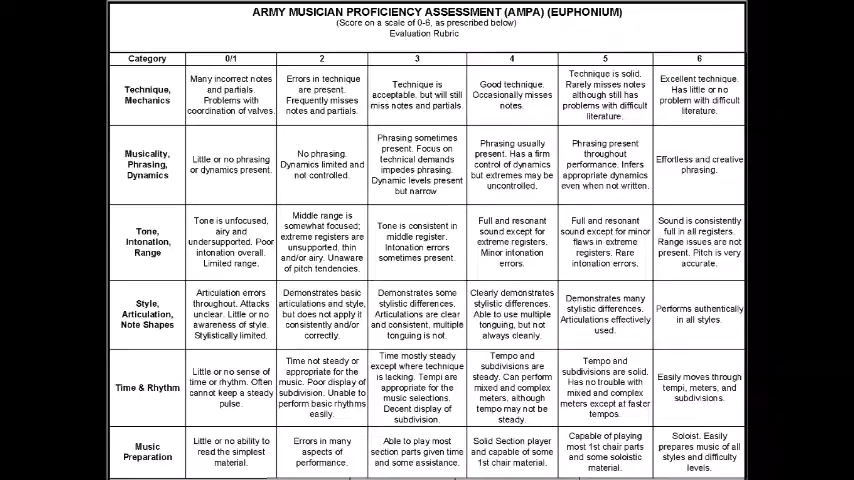 ARMY MUSICIAN PROFICIENCY ASSESSMENT (AMPA) (EUPHONIUM)
(Score on a scale of 0-6, as prescribed below)
Evaluation Rubric
Category 0/1 2 3 4 5 6
Technique,
Mechanics
Many incorrect notes
and partials.
Problems with
coordination of valves.
Errors in technique
are present.
Frequently misses
notes and partials.
Technique is
acceptable, but will still
miss notes and partials.
Good technique.
Occasionally misses
notes.
Technique is solid.
Rarely misses notes
although still has
problems with difficult
literature.
Excellent technique.
Has little or no
problem with difficult
literature.
Musicality,
Phrasing,
Dynamics
Little or no phrasing
or dynamics present.
No phrasing.
Dynamics limited and
not controlled.
Phrasing sometimes
present. Focus on
technical demands
impedes phrasing.
Dynamic levels present
but narrow
Phrasing usually
present. Has a firm
control of dynamics
but extremes may be
uncontrolled.
Phrasing present
throughout
performance. Infers
appropriate dynamics
even when not written.
Effortless and creative
phrasing.
Tone,
Intonation,
Range
Tone is unfocused,
airy and
undersupported. Poor
intonation overall.
Limited range.
Middle range is
somewhat focused;
extreme registers are
unsupported, thin
and/or airy. Unaware
of pitch tendencies.
Tone is consistent in
middle register.
Intonation errors
sometimes present.
Full and resonant
sound except for
extreme registers.
Minor intonation
errors.
Full and resonant
sound except for minor
flaws in extreme
registers. Rare
intonation errors.
Sound is consistently
full in all registers.
Range issues are not
present. Pitch is very
accurate.
Style,
Articulation,
Note Shapes
Articulation errors
throughout. Attacks
unclear. Little or no
awareness of style.
Stylistically limited.
Demonstrates basic
articulations and style,
but does not apply it
consistently and/or
correctly.
Demonstrates some
stylistic differences.
Articulations are clear
and consistent, multiple
tonguing is not.
Clearly demonstrates
stylistic differences.
Able to use multiple
tonguing, but not
always cleanly.
Demonstrates many
stylistic differences.
Articulations effectively
used.
Performs authentically
in all styles.
Time & Rhythm
Little or no sense of
time or rhythm. Often
cannot keep a steady
pulse.
Time not steady or
appropriate for the
music. Poor display of
subdivision. Unable to
perform basic rhythms
easily.
Time mostly steady
except where technique
is lacking. Tempi are
appropriate for the
music selections.
Decent display of
subdivision.
Tempo and
subdivisions are
steady. Can perform
mixed and complex
meters, although
tempo may not be
steady.
Tempo and
subdivisions are solid.
Has no trouble with
mixed and complex
meters except at faster
tempos.
Easily moves through
tempi, meters, and
subdivisions.
Music
Preparation
Little or no ability to
read the simplest
material.
Errors in many
aspects of
performance.
Able to play most
section parts given time
and some assistance.
Solid Section player
and capable of some
1st chair material.
Capable of playing
most 1st chair parts
and some soloistic
material.
Soloist. Easily
prepares music of all
styles and difficulty
levels.